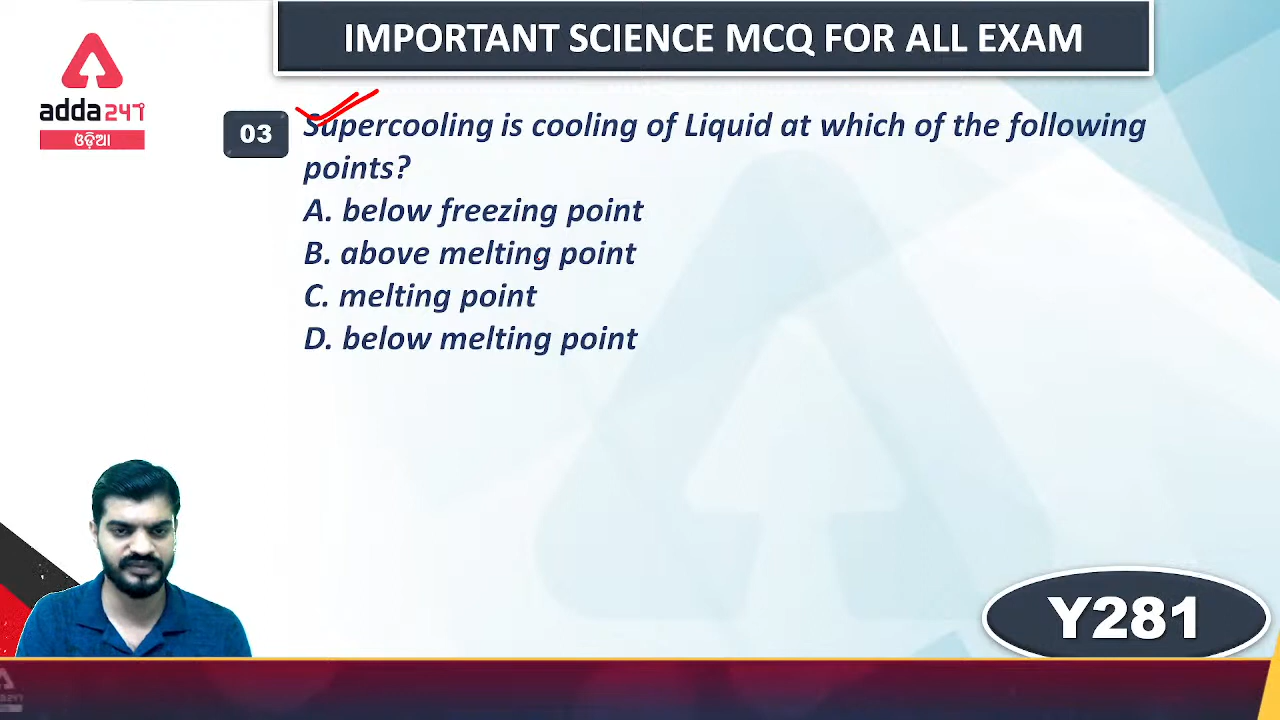 IMPORTANT SCIENCE MCQ FOR ALL EXAM
adda247
ଓଡ଼ିଆ
03
Supercooling is cooling of Liquid at which of the following
points?
A. below freezing point
B. above melting point
C. melting point
D. below melting point
Y281